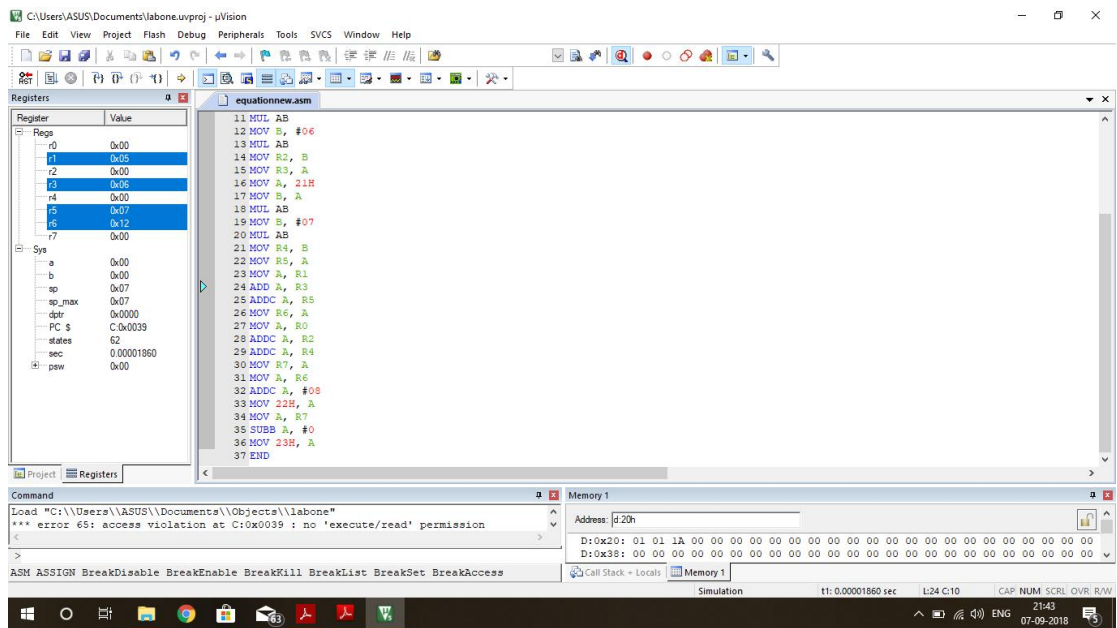 C:\Users\ASUS\Documents\labone.uvproj - µVision
File Edit View Project Flash Debug Peripherals Tools SVCS Window Help
RST
Registers
equationnew.asm
Register Value
Regs
r0 0x00
r1 0x05
r2 0x00
r3 0x06
r4 0x00
r5 0x07
r6 0x12
r7 0x00
Sys
a 0x00
b 0x00
sp 0x07
sp_max 0x07
dptr 0x0000
PC $ C:0x0039
states 62
sec 0.00001860
psw 0x00
11 MUL AB
12 MOV B, #06
13 MUL AB
14 MOV R2, B
15 MOV R3, A
16 MOV A, 21H
17 MOV B, A
18 MUL AB
19 MOV B, #07
20 MUL AB
21 MOV R4, B
22 MOV R5, A
23 MOV A, R1
24 ADD A, R3
25 ADDC A, R5
26 MOV R6, A
27 MOV A, R0
28 ADDC A, R2
29 ADDC A, R4
30 MOV R7, A
31 MOV A, R6
32 ADDC A, #08
33 MOV 22H, A
34 MOV A, R7
35 SUBB A, #0
36 MOV 23H, A
37 END
Project Registers
Command
Load "C:\\Users\\ASUS\\Documents\\Objects\\labone"
*** error 65: access violation at C:0x0039 : no 'execute/read' permission
>
ASM ASSIGN BreakDisable BreakEnable BreakKill BreakList BreakSet BreakAccess
Memory 1
Address: d:20h
D:0x20: 01 01 1A 00 00 00 00 00 00 00 00 00 00 00 00 00 00 00 00 00 00 00 00 00
D:0x38: 00 00 00 00 00 00 00 00 00 00 00 00 00 00 00 00 00 00 00 00 00 00 00 00
Call Stack + Locals Memory 1
Simulation t1: 0.00001860 sec L:24 C:10 CAP NUM SCRL OVR R/W
63
ENG
21:43
07-09-2018
5